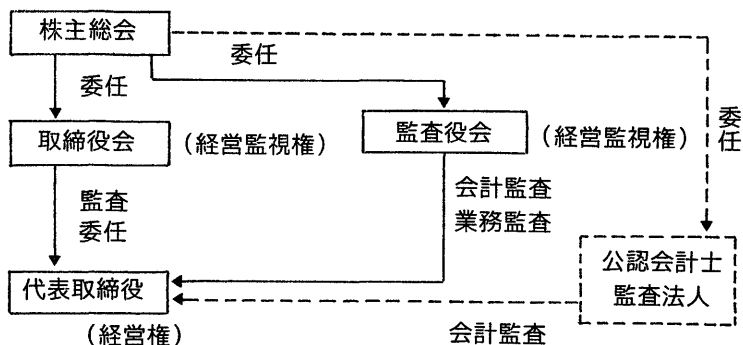 株主総会
委任
委任
取締役会
(経営監視権)
監査役会
(経営監視権)
委任
監査
委任
会計監査
業務監査
公認会計士
監査法人
代表取締役
(経営権)
会計監査